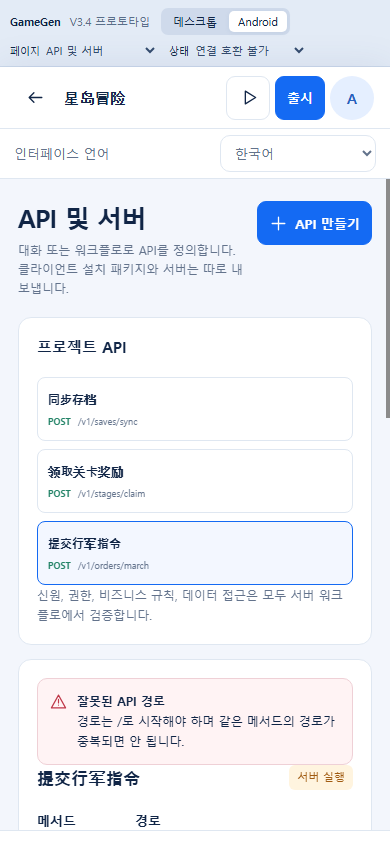 GameGen V3.4 프로토타입 데스크톱 Android
페이지 API 및 서버 상태 연결 호환 불가
星岛冒险 출시 A
인터페이스 언어 한국어
API 및 서버
API 만들기
대화 또는 워크플로로 API를 정의합니다.
클라이언트 설치 패키지와 서버는 따로 내
보냅니다.
프로젝트 API
同步存档
POST /v1/saves/sync
领取关卡奖励
POST /v1/stages/claim
提交行军指令
POST /v1/orders/march
신원, 권한, 비즈니스 규칙, 데이터 접근은 모두 서버 워크
플로에서 검증합니다.
잘못된 API 경로
경로는 /로 시작해야 하며 같은 메서드의 경로가
중복되면 안 됩니다.
提交行军指令 서버 실행
메서드 경로